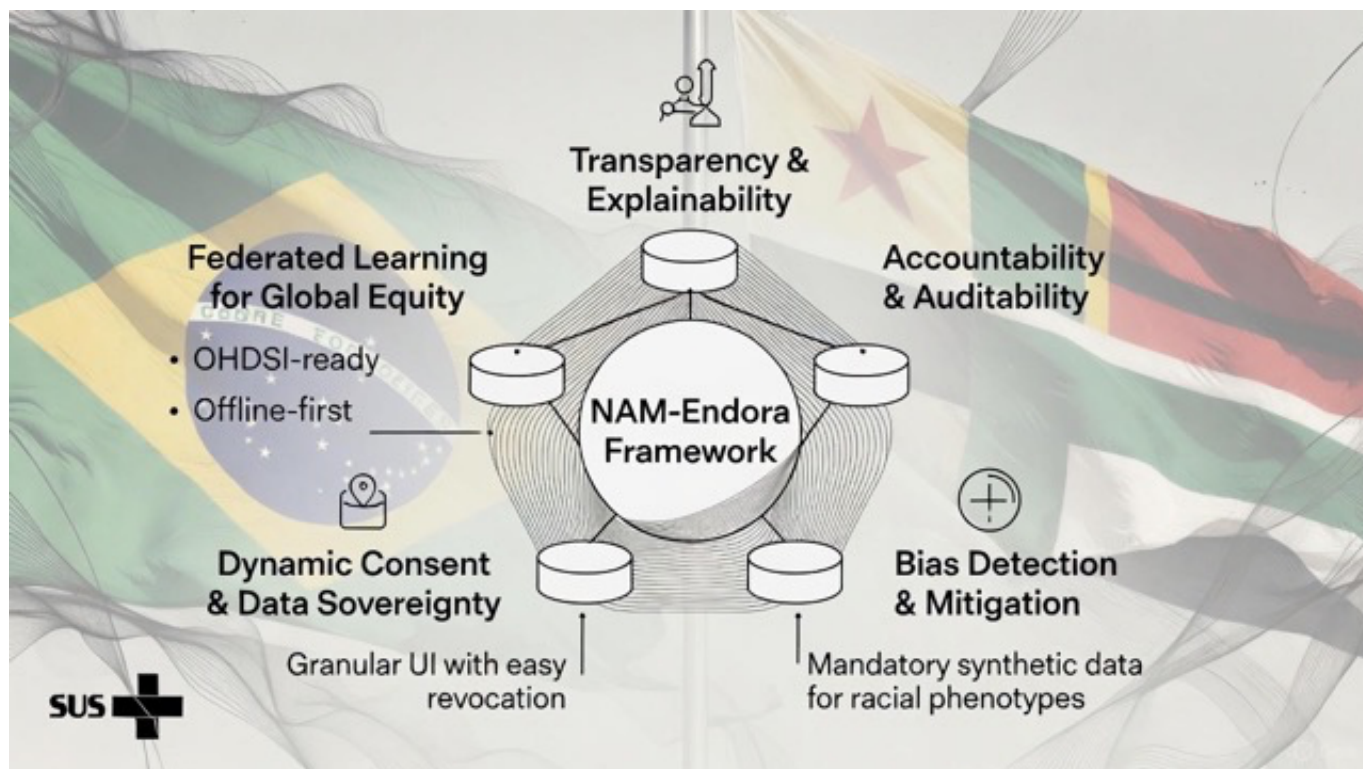 Transparency &
Explainability
Federated Learning
for Global Equity
• OHDSI-ready
• Offline-first
Accountability
& Auditability
NAM-Endora
Framework
Dynamic Consent
& Data Sovereignty
Granular UI with easy
revocation
Bias Detection
& Mitigation
Mandatory synthetic data
for racial phenotypes
SUS